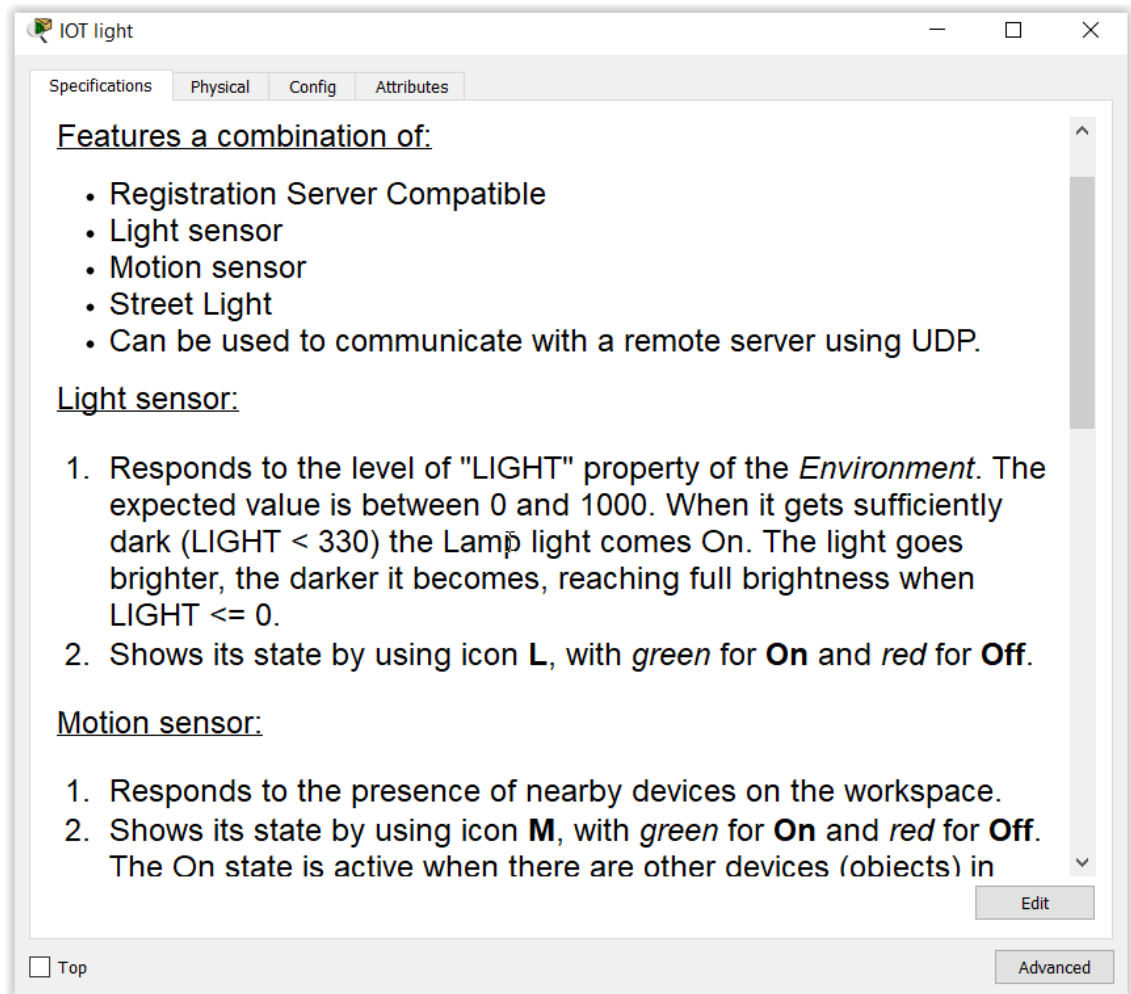 IOT light
Specifications Physical Config Attributes
Features a combination of:
• Registration Server Compatible
• Light sensor
• Motion sensor
• Street Light
• Can be used to communicate with a remote server using UDP.
Light sensor:
1. Responds to the level of "LIGHT" property of the Environment. The
expected value is between 0 and 1000. When it gets sufficiently
dark (LIGHT < 330) the Lamp light comes On. The light goes
brighter, the darker it becomes, reaching full brightness when
LIGHT <= 0.
2. Shows its state by using icon L, with green for On and red for Off.
Motion sensor:
1. Responds to the presence of nearby devices on the workspace.
2. Shows its state by using icon M, with green for On and red for Off.
The On state is active when there are other devices (objects) in
Edit
Top Advanced